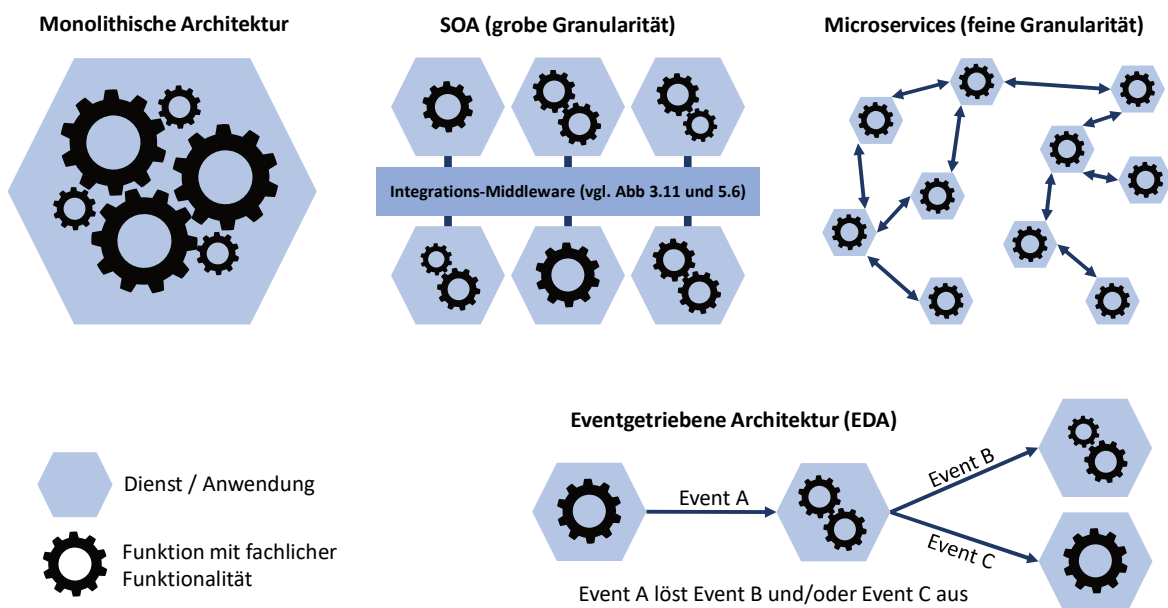 Monolithische Architektur
SOA (grobe Granularität)
Microservices (feine Granularität)
Integrations-Middleware (vgl. Abb 3.11 und 5.6)
Eventgetriebene Architektur (EDA)
Dienst / Anwendung
Event A
Event B
Event C
Funktion mit fachlicher
Funktionalität
Event A löst Event B und/oder Event C aus